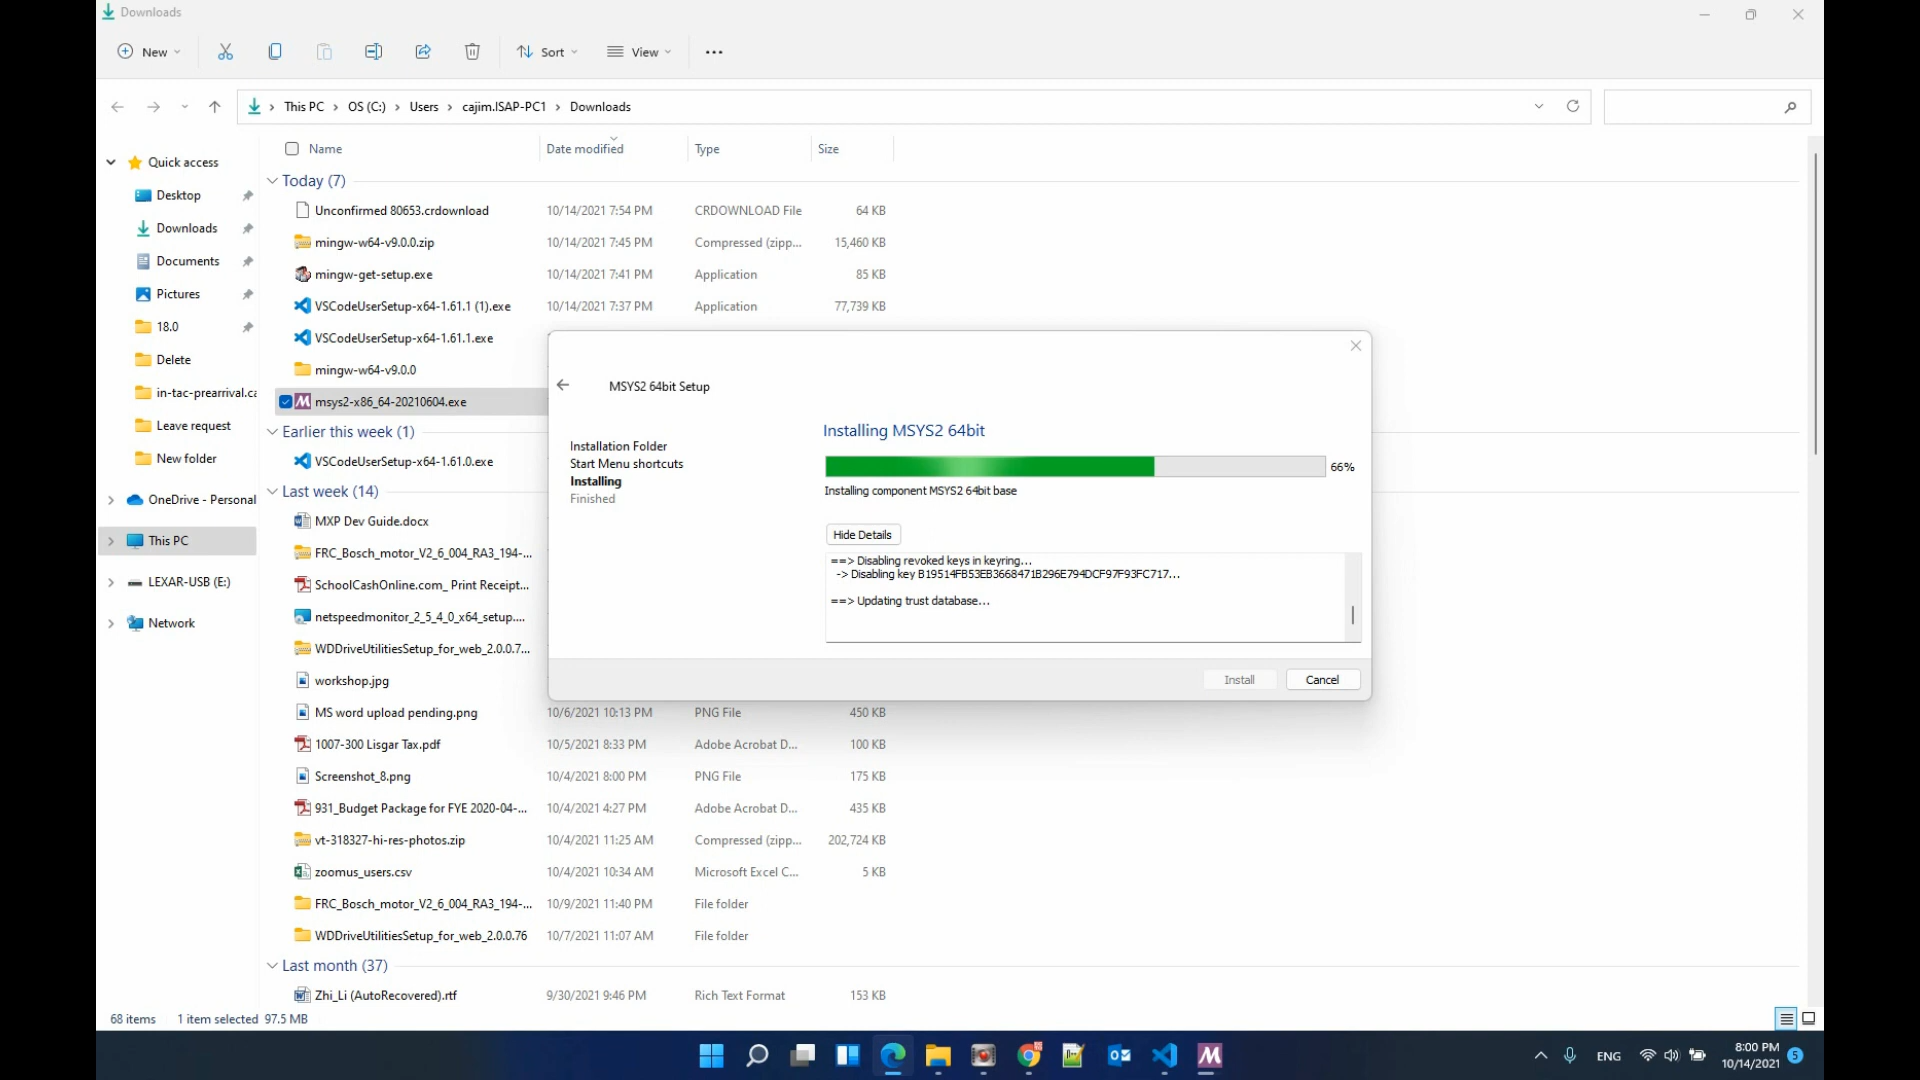 Downloads
New
Sort
View
This PC > OS (C:) > Users > cajim.ISAP-PC1 > Downloads
Name Date modified Type Size
Quick access
Desktop
Downloads
Documents
Pictures
18.0
Delete
in-tac-prearrival.ca
Leave request
New folder
OneDrive - Personal
This PC
LEXAR-USB (E:)
Network
Today (7)
Unconfirmed 80653.crdownload 10/14/2021 7:54 PM CRDOWNLOAD File 64 KB
mingw-w64-v9.0.0.zip 10/14/2021 7:45 PM Compressed (zipp... 15,460 KB
mingw-get-setup.exe 10/14/2021 7:41 PM Application 85 KB
VSCodeUserSetup-x64-1.61.1 (1).exe 10/14/2021 7:37 PM Application 77,739 KB
VSCodeUserSetup-x64-1.61.1.exe
mingw-w64-v9.0.0
msys2-x86_64-20210604.exe
Earlier this week (1)
VSCodeUserSetup-x64-1.61.0.exe
Last week (14)
MXP Dev Guide.docx
FRC_Bosch_motor_V2_6_004_RA3_194-...
SchoolCashOnline.com_ Print Receipt...
netspeedmonitor_2_5_4_0_x64_setup....
WDDriveUtilitiesSetup_for_web_2.0.0.7...
workshop.jpg
MS word upload pending.png 10/6/2021 10:13 PM PNG File 450 KB
1007-300 Lisgar Tax.pdf 10/5/2021 8:33 PM Adobe Acrobat D... 100 KB
Screenshot_8.png 10/4/2021 8:00 PM PNG File 175 KB
931_Budget Package for FYE 2020-04-... 10/4/2021 4:27 PM Adobe Acrobat D... 435 KB
vt-318327-hi-res-photos.zip 10/4/2021 11:25 AM Compressed (zipp... 202,724 KB
zoomus_users.csv 10/4/2021 10:34 AM Microsoft Excel C... 5 KB
FRC_Bosch_motor_V2_6_004_RA3_194-... 10/9/2021 11:40 PM File folder
WDDriveUtilitiesSetup_for_web_2.0.0.76 10/7/2021 11:07 AM File folder
Last month (37)
Zhi_Li (AutoRecovered).rtf 9/30/2021 9:46 PM Rich Text Format 153 KB
MSYS2 64bit Setup
Installation Folder
Start Menu shortcuts
Installing
Finished
Installing MSYS2 64bit
66%
Installing component MSYS2 64bit base
Hide Details
==> Disabling revoked keys in keyring...
-> Disabling key B19514FB53EB3668471B296E794DCF97F93FC717...
==> Updating trust database...
Install
Cancel
68 items 1 item selected 97.5 MB
ENG
8:00 PM
10/14/2021
5